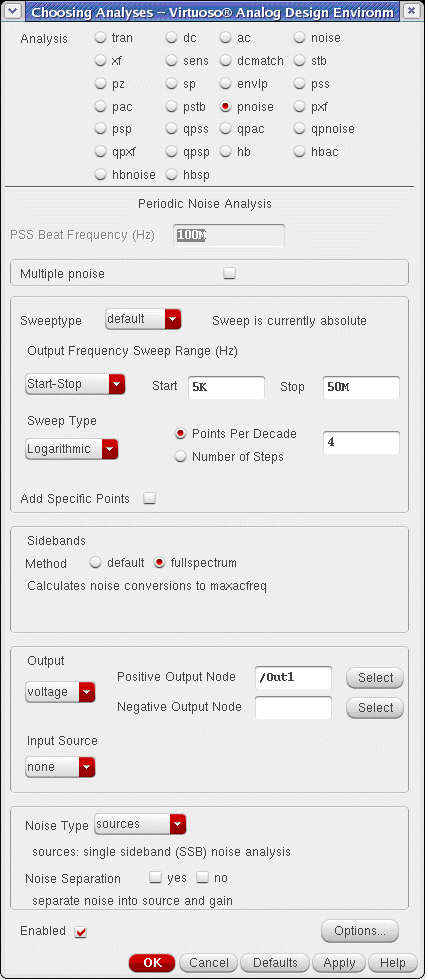 Choosing Analyses -- Virtuoso® Analog Design Environm
Analysis tran dc ac noise
xf sens dcmatch stb
pz sp envlp pss
pac pstb pnoise pxf
psp qpss qpac qpnoise
qpxf qpsp hb hbac
hbnoise hbsp
Periodic Noise Analysis
PSS Beat Frequency (Hz) 100M
Multiple pnoise
Sweeptype default Sweep is currently absolute
Output Frequency Sweep Range (Hz)
Start-Stop Start 5K Stop 50M
Sweep Type
Logarithmic Points Per Decade 4
Number of Steps
Add Specific Points
Sidebands
Method default fullspectrum
Calculates noise conversions to maxacfreq
Output
voltage Positive Output Node /Out1 Select
Negative Output Node Select
Input Source
none
Noise Type sources
sources: single sideband (SSB) noise analysis
Noise Separation yes no
separate noise into source and gain
Enabled Options...
OK Cancel Defaults Apply Help